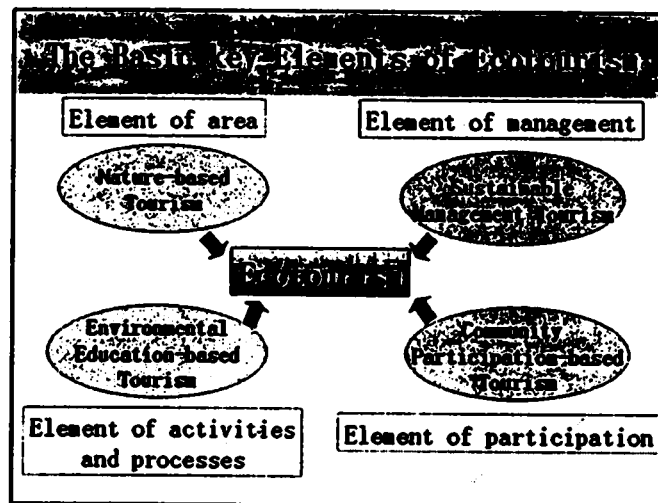 The Basic Key Elements of Ecotourism
Element of area
Element of management
Nature-based
Tourism
Sustainable
Management Tourism
Ecotourism
Environmental
Education-based
Tourism
Community
Participation-based
Tourism
Element of activities
and processes
Element of participation